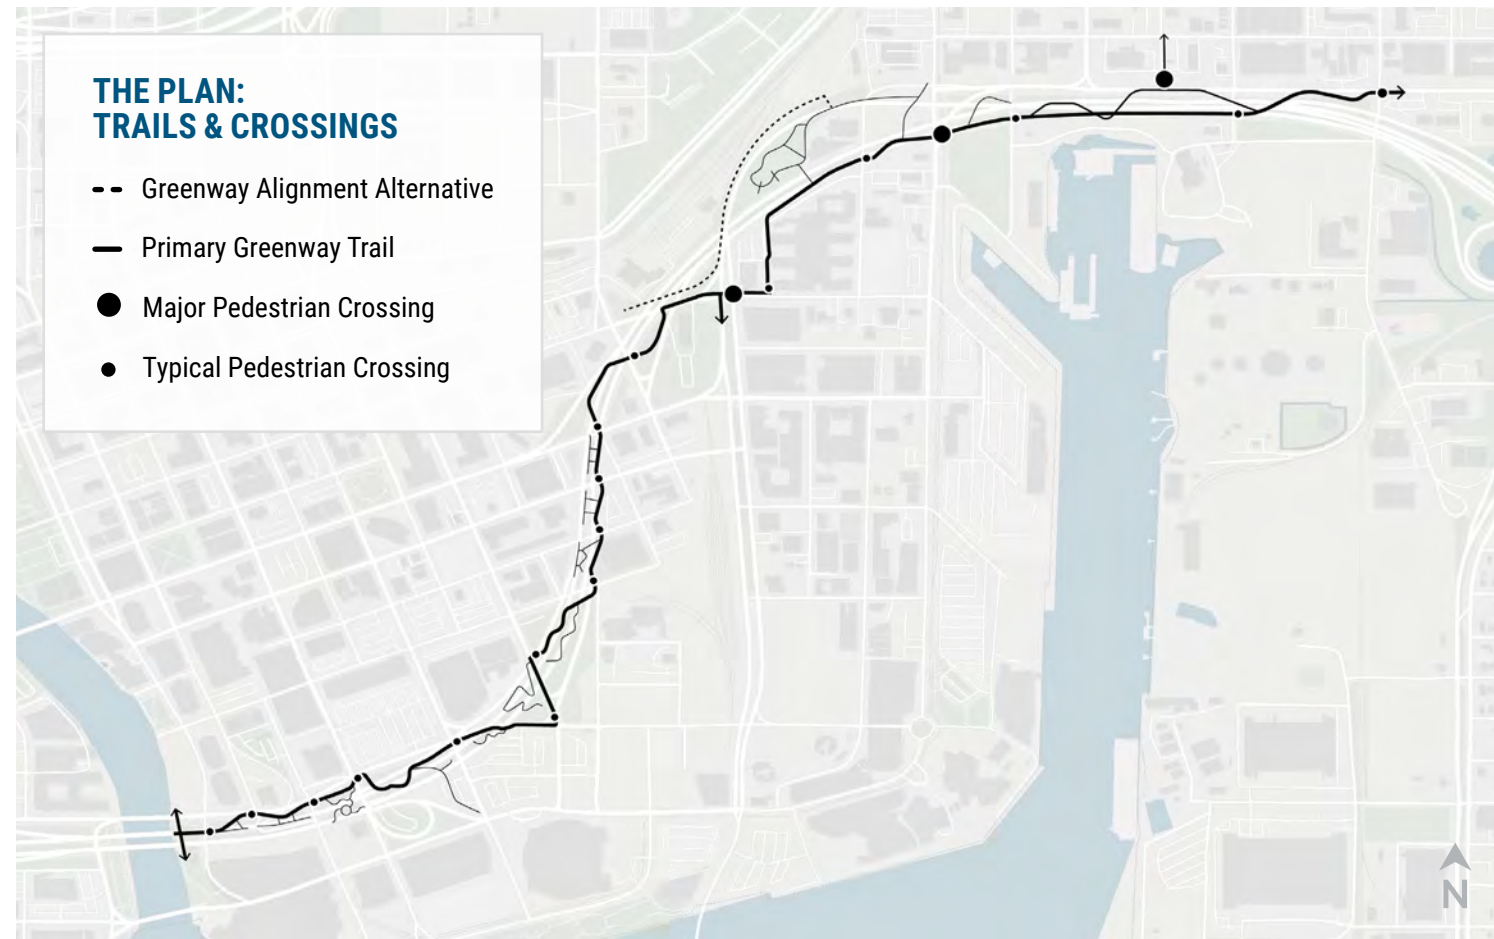 THE PLAN:
TRAILS & CROSSINGS
Greenway Alignment Alternative
Primary Greenway Trail
Major Pedestrian Crossing
Typical Pedestrian Crossing
N